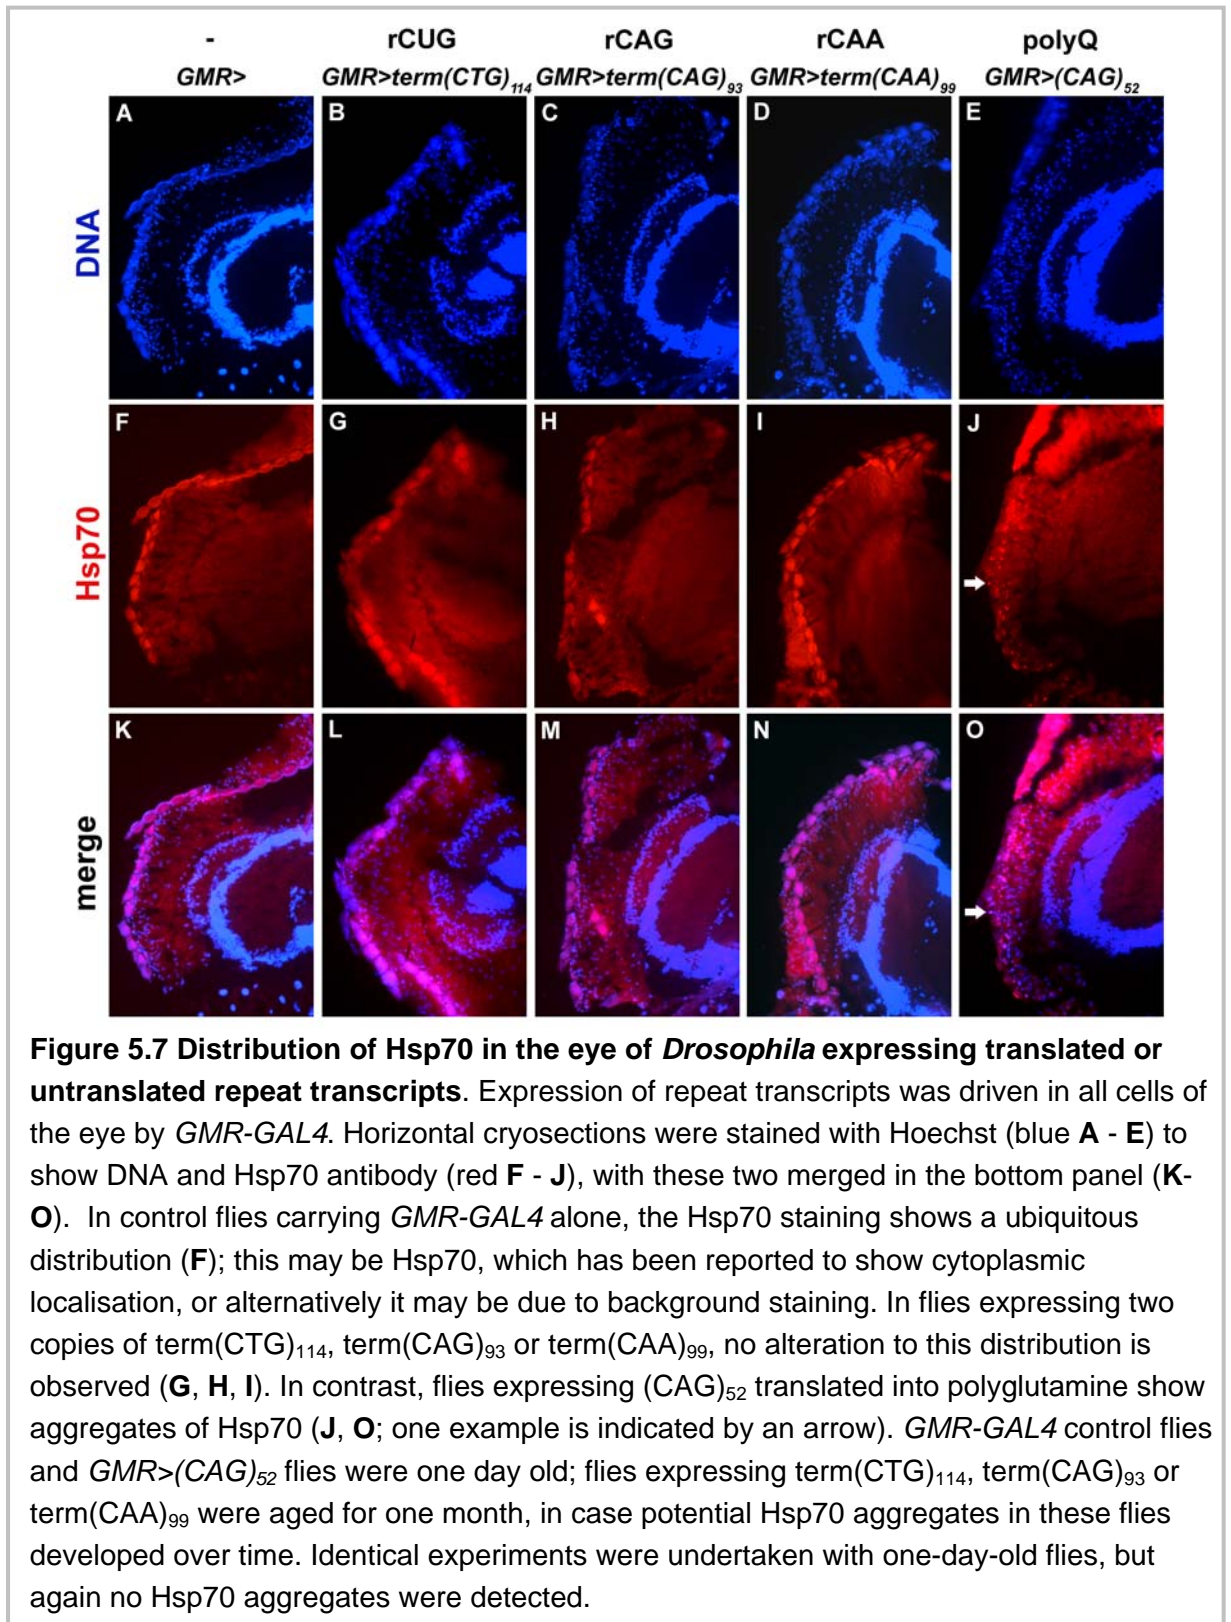 - rCUG rCAG rCAA polyQ
GMR> GMR>term(CTG)114 GMR>term(CAG)93 GMR>term(CAA)99 GMR>(CAG)52
A B C D E
DNA
F G H I J
Hsp70
K L M N O
merge
Figure 5.7 Distribution of Hsp70 in the eye of Drosophila expressing translated or
untranslated repeat transcripts. Expression of repeat transcripts was driven in all cells of
the eye by GMR-GAL4. Horizontal cryosections were stained with Hoechst (blue A - E) to
show DNA and Hsp70 antibody (red F - J), with these two merged in the bottom panel (K-
O). In control flies carrying GMR-GAL4 alone, the Hsp70 staining shows a ubiquitous
distribution (F); this may be Hsp70, which has been reported to show cytoplasmic
localisation, or alternatively it may be due to background staining. In flies expressing two
copies of term(CTG)114, term(CAG)93 or term(CAA)99, no alteration to this distribution is
observed (G, H, I). In contrast, flies expressing (CAG)52 translated into polyglutamine show
aggregates of Hsp70 (J, O; one example is indicated by an arrow). GMR-GAL4 control flies
and GMR>(CAG)52 flies were one day old; flies expressing term(CTG)114, term(CAG)93 or
term(CAA)99 were aged for one month, in case potential Hsp70 aggregates in these flies
developed over time. Identical experiments were undertaken with one-day-old flies, but
again no Hsp70 aggregates were detected.